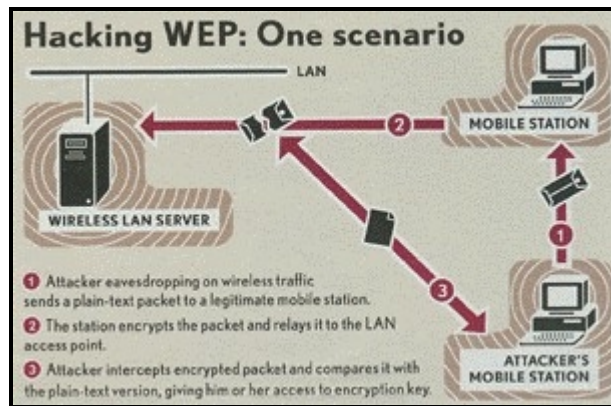 Hacking WEP: One scenario
LAN
2
MOBILE STATION
WIRELESS LAN SERVER
1
3
1 Attacker eavesdropping on wireless traffic
sends a plain-text packet to a legitimate mobile station.
2 The station encrypts the packet and relays it to the LAN
access point.
3 Attacker intercepts encrypted packet and compares it with
the plain-text version, giving him or her access to encryption key.
ATTACKER'S
MOBILE STATION